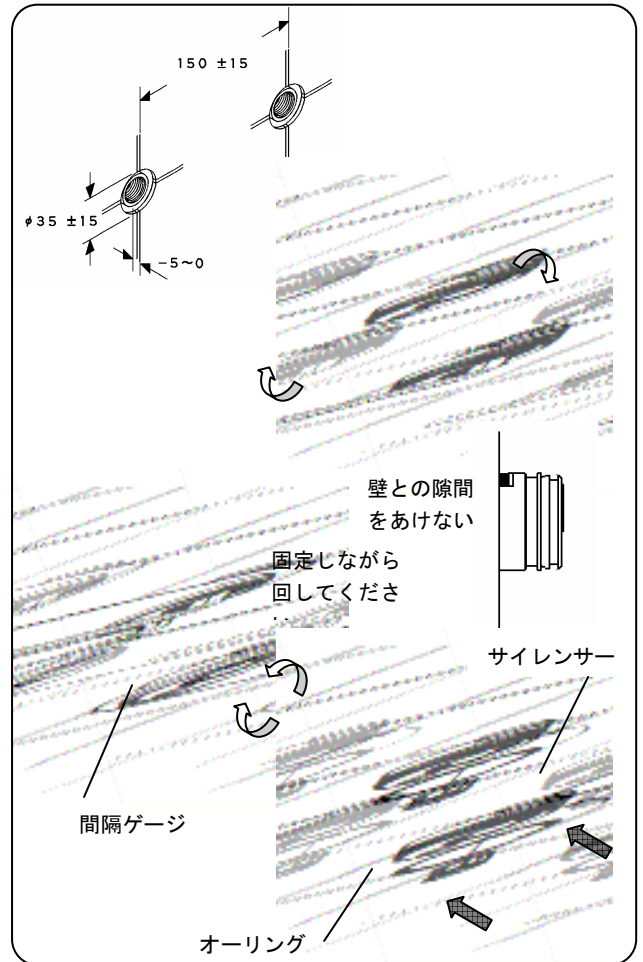 150 ±15
φ35 ±15
-5~0
壁との隙間
をあけない
固定しながら
回してくださ
サイレンサー
間隔ゲージ
オーリング